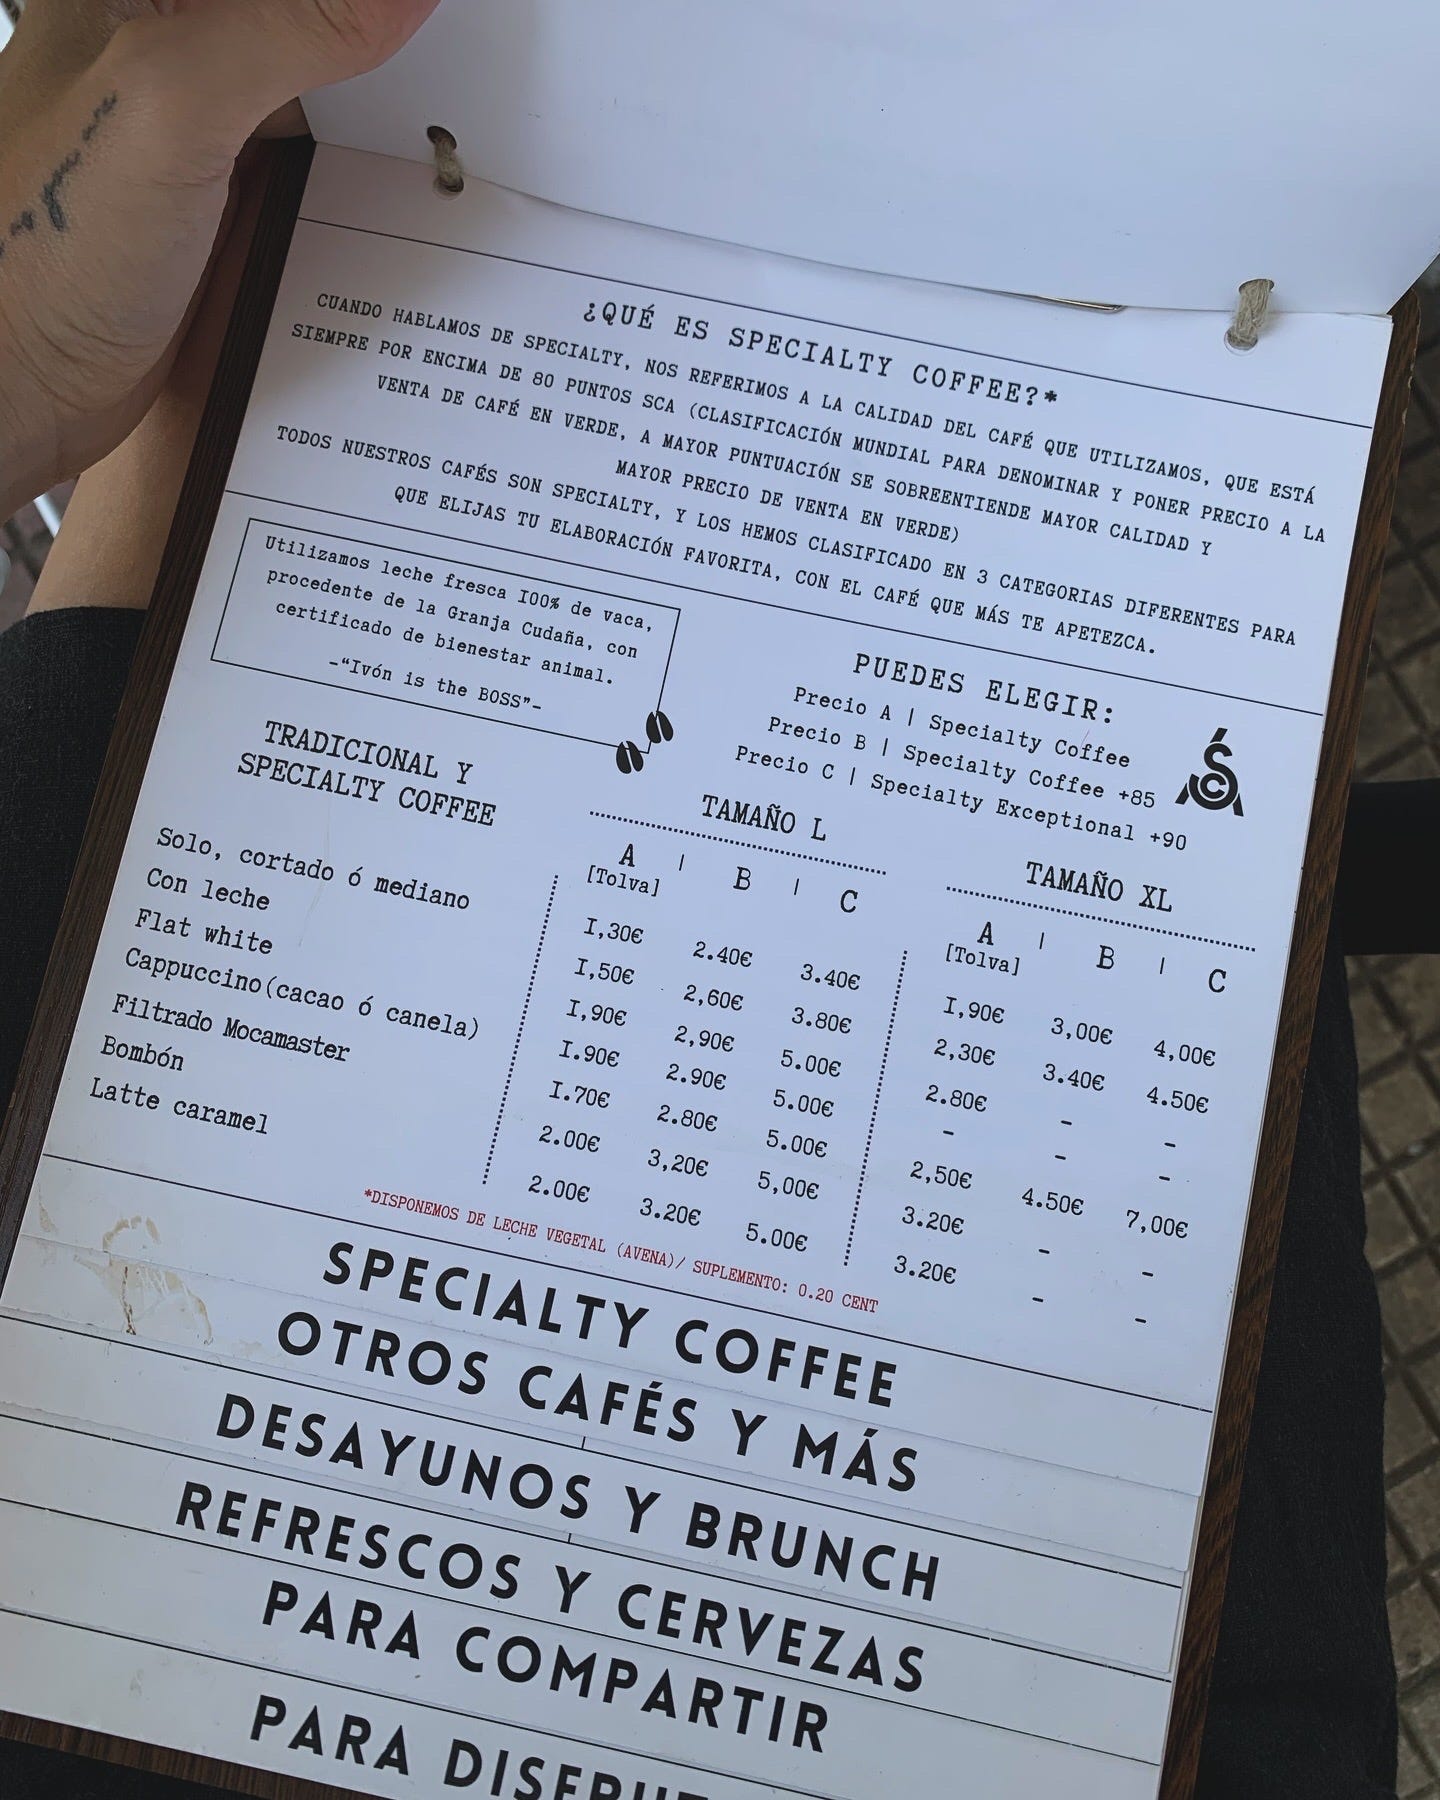 ¿QUÉ ES SPECIALTY COFFEE?*
CUANDO HABLAMOS DE SPECIALTY, NOS REFERIMOS A LA CALIDAD DEL CAFÉ QUE UTILIZAMOS, QUE ESTÁ
SIEMPRE POR ENCIMA DE 80 PUNTOS SCA (CLASIFICACIÓN MUNDIAL PARA DENOMINAR Y PONER PRECIO A LA
VENTA DE CAFÉ EN VERDE, A MAYOR PUNTUACIÓN SE SOBREENTIENDE MAYOR CALIDAD Y
MAYOR PRECIO DE VENTA EN VERDE)
TODOS NUESTROS CAFÉS SON SPECIALTY, Y LOS HEMOS CLASIFICADO EN 3 CATEGORIAS DIFERENTES PARA
QUE ELIJAS TU ELABORACIÓN FAVORITA, CON EL CAFÉ QUE MÁS TE APETEZCA.
Utilizamos leche fresca I00% de vaca,
procedente de la Granja Cudaña, con
certificado de bienestar animal.
-“Ivón is the BOSS”-
PUEDES ELEGIR:
Precio A | Specialty Coffee
Precio B | Specialty Coffee +85
Precio C | Specialty Exceptional +90
TRADICIONAL Y
SPECIALTY COFFEE
TAMAÑO L
TAMAÑO XL
A | B | C
[Tolva]
A | B | C
[Tolva]
Solo, cortado ó mediano I,30€ 2.40€ 3.40€ I,90€ 3,00€ 4,00€
Con leche I,50€ 2,60€ 3.80€ 2,30€ 3.40€ 4.50€
Flat white I,90€ 2,90€ 5.00€ 2.80€ - -
Cappuccino(cacao ó canela) I.90€ 2.90€ 5.00€ - - -
Filtrado Mocamaster I.70€ 2.80€ 5.00€ 2,50€ 4.50€ 7,00€
Bombón 2.00€ 3,20€ 5,00€ 3.20€ - -
Latte caramel 2.00€ 3.20€ 5.00€ 3.20€ - -
*DISPONEMOS DE LECHE VEGETAL (AVENA)/ SUPLEMENTO: 0.20 CENT
SPECIALTY COFFEE
OTROS CAFÉS Y MÁS
DESAYUNOS Y BRUNCH
REFRESCOS Y CERVEZAS
PARA COMPARTIR
PARA